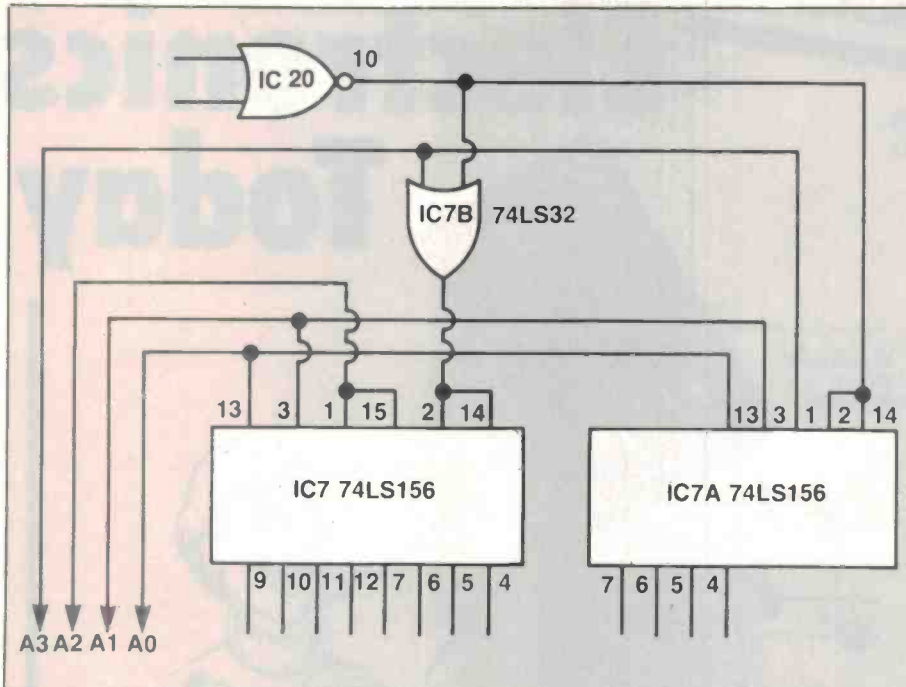 10
IC 20
IC7B 74LS32
13 3 1 15 2 14
13 3 1 2 14
IC7 74LS156
IC7A 74LS156
9 10 11 12 7 6 5 4
7 6 5 4
A3 A2 A1 A0